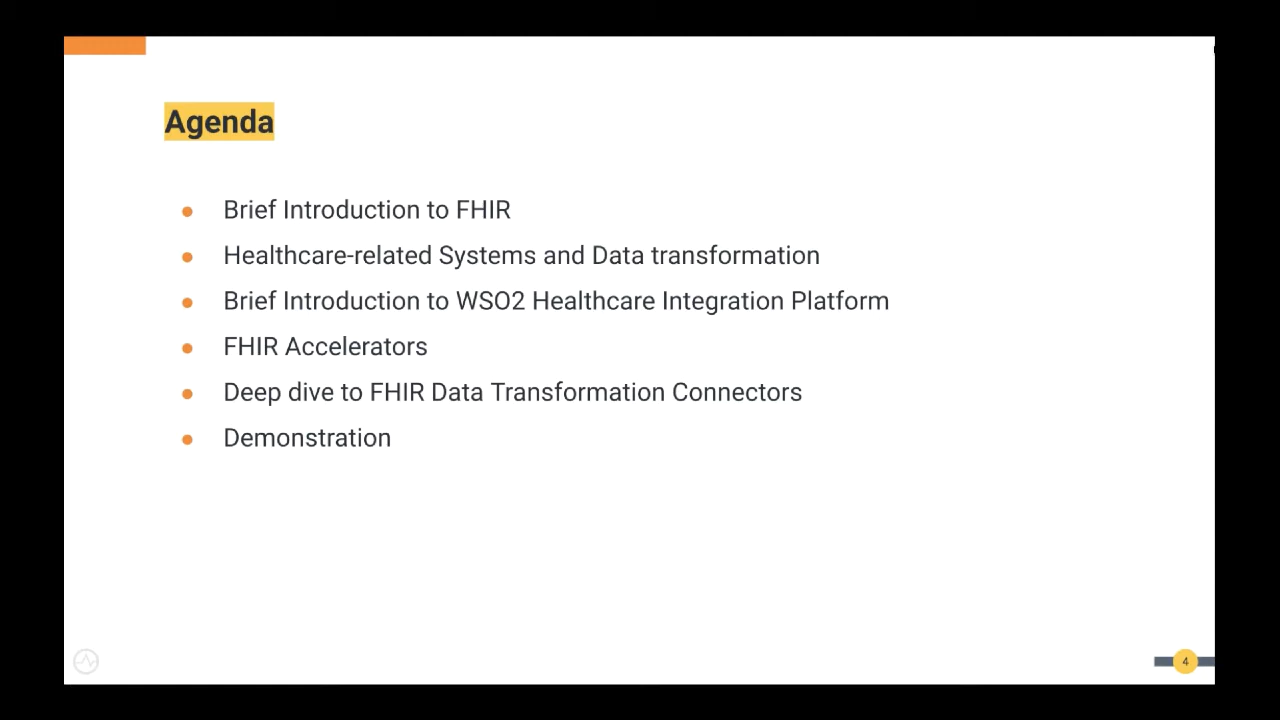 Agenda
● Brief Introduction to FHIR
● Healthcare-related Systems and Data transformation
● Brief Introduction to WSO2 Healthcare Integration Platform
● FHIR Accelerators
● Deep dive to FHIR Data Transformation Connectors
● Demonstration
4